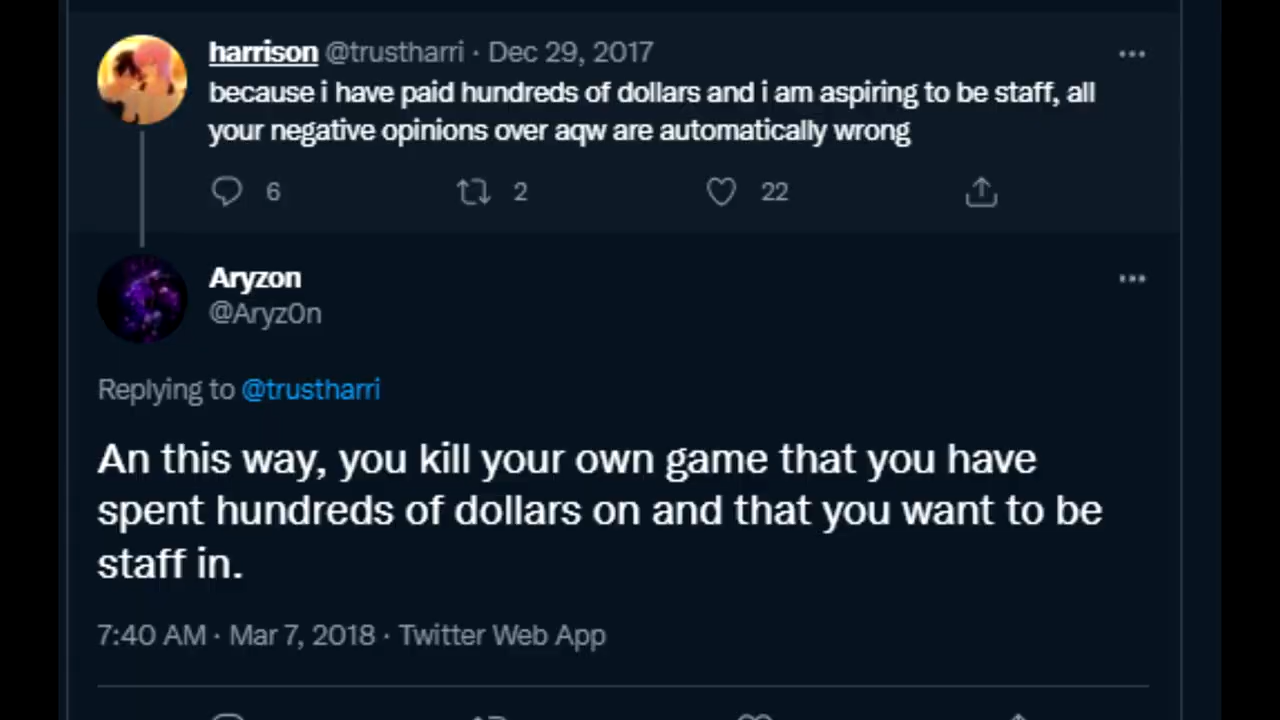 harrison @trustharri · Dec 29, 2017
because i have paid hundreds of dollars and i am aspiring to be staff, all
your negative opinions over aqw are automatically wrong
6 2 22
Aryzon
@Aryz0n
Replying to @trustharri
An this way, you kill your own game that you have
spent hundreds of dollars on and that you want to be
staff in.
7:40 AM · Mar 7, 2018 · Twitter Web App